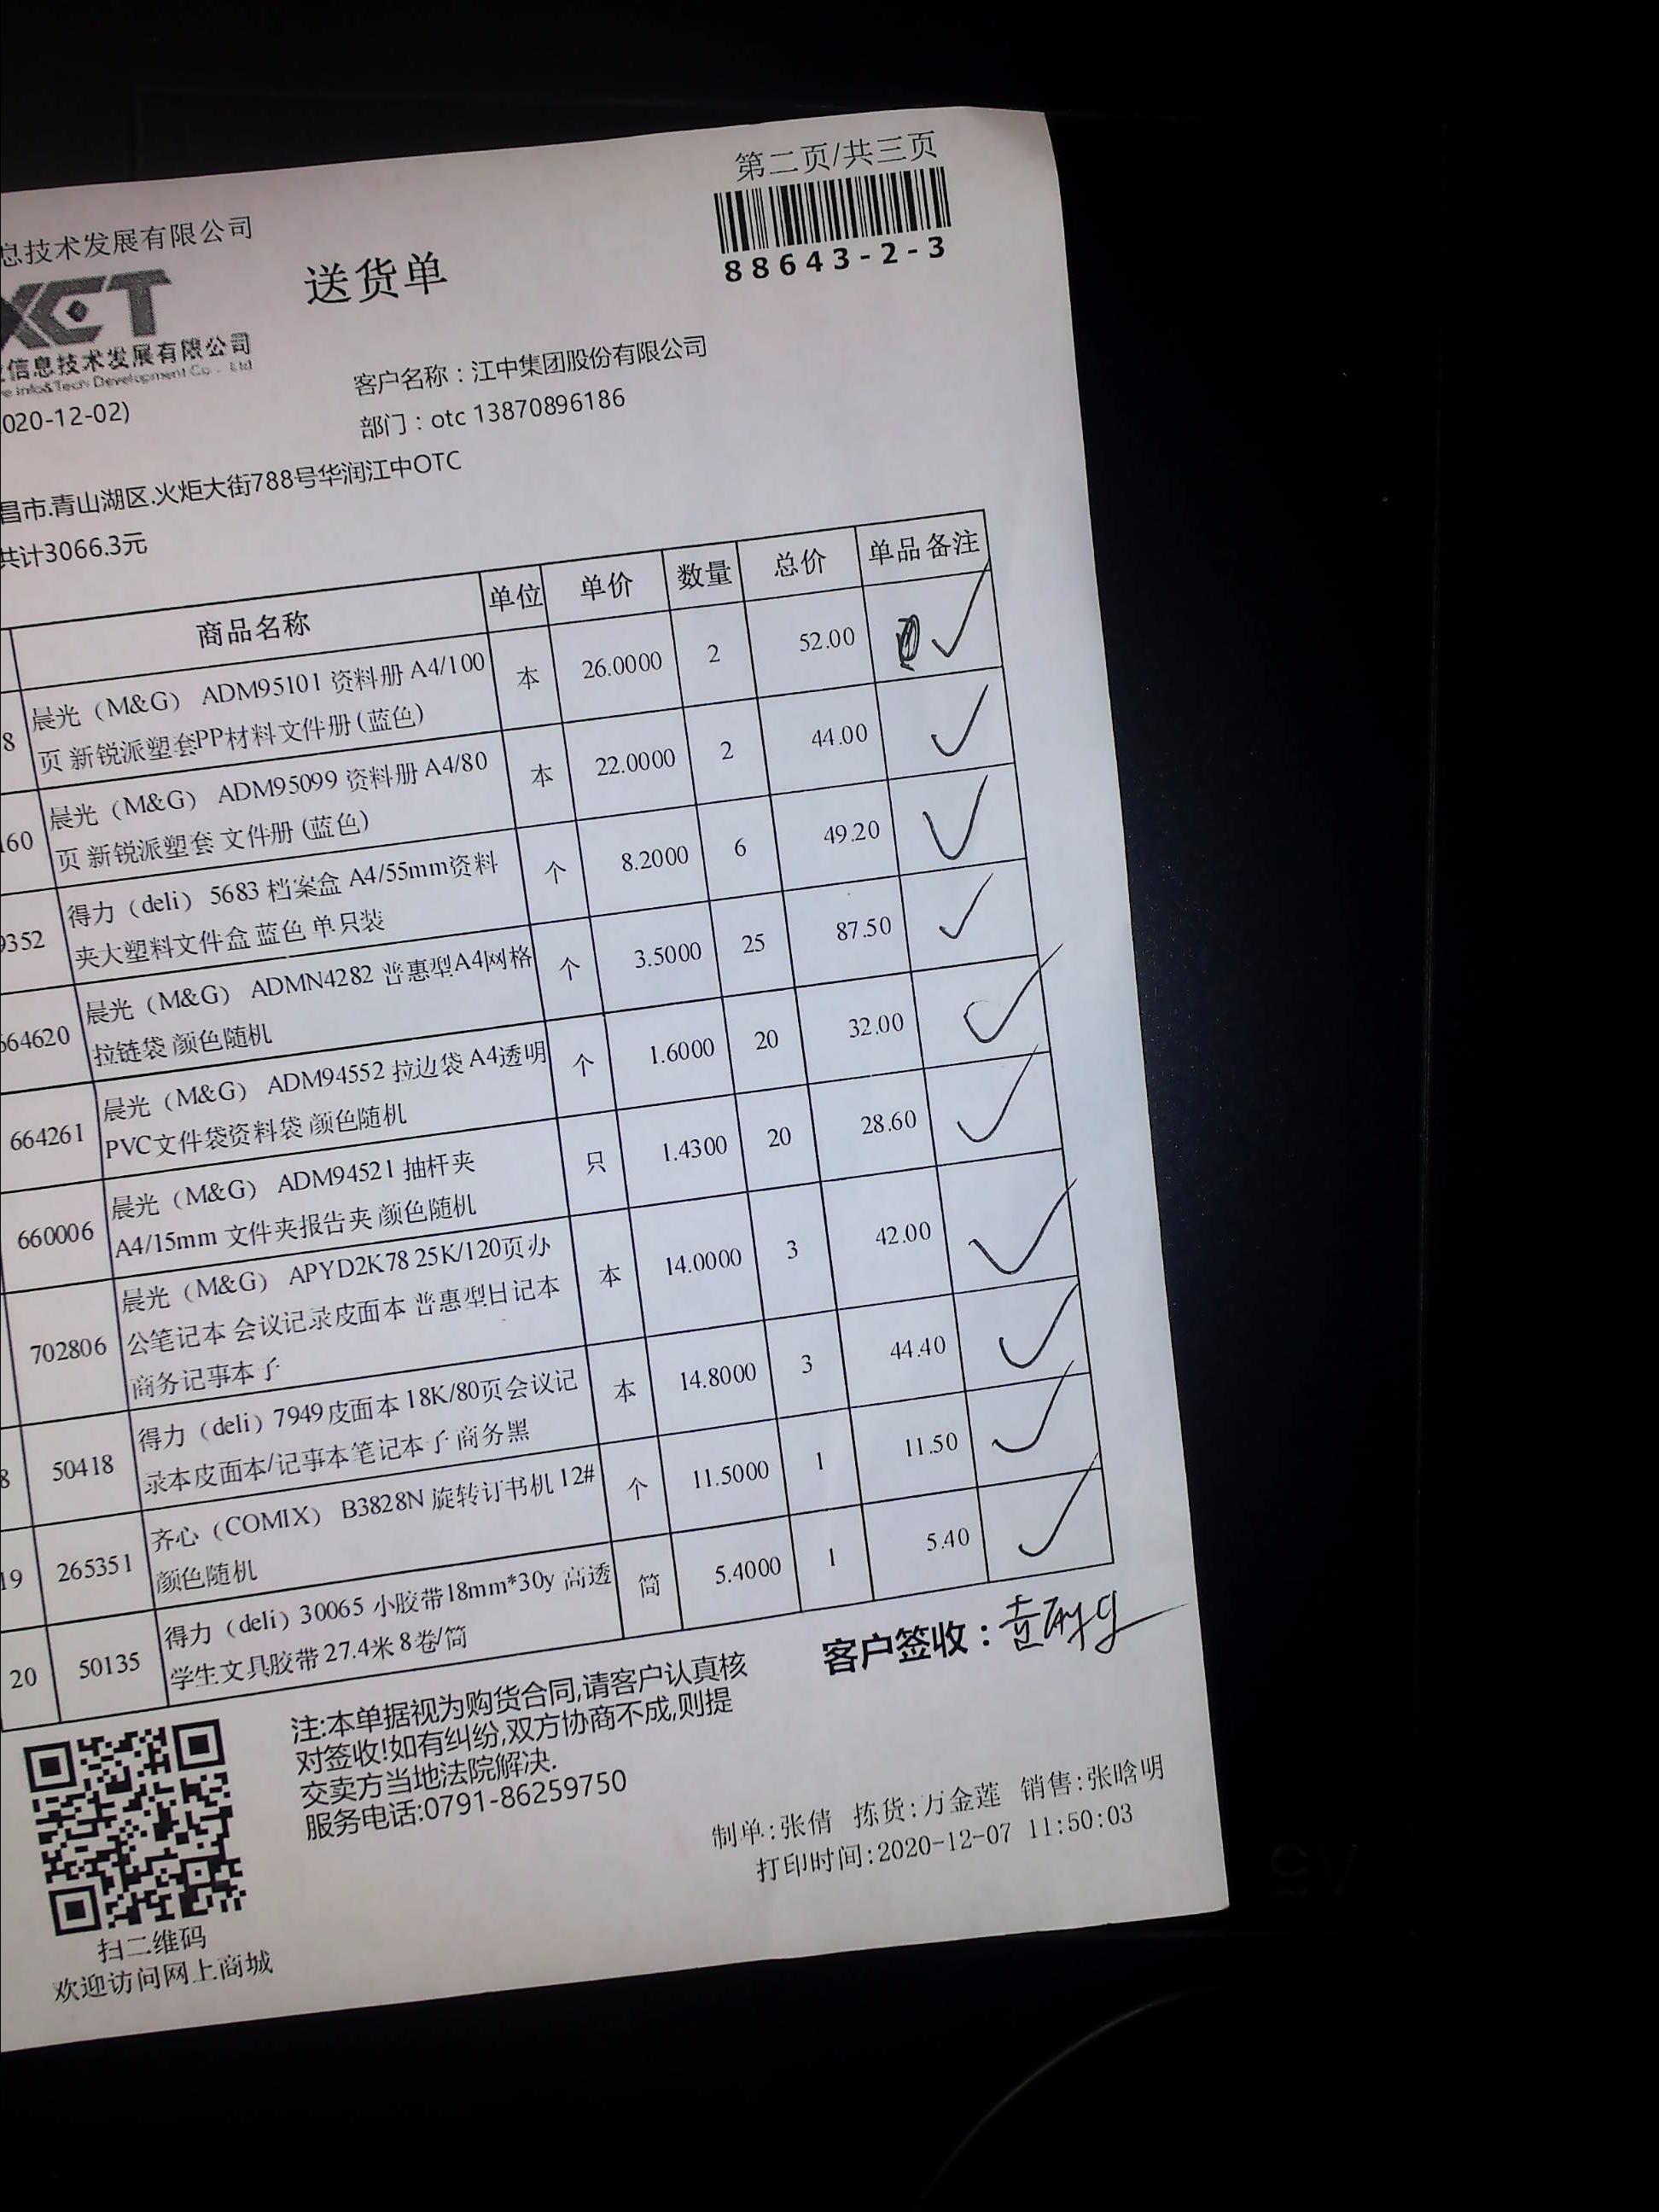 第二页/共三页
88643-2-3
息技术发展有限公司
XCT
送货单
信息技术发展有限公司
e Info&Tech Development Co., Ltd
客户名称：江中集团股份有限公司
020-12-02)
部门：otc 13870896186
昌市.青山湖区.火炬大街788号华润江中OTC
共计3066.3元
商品名称 单位 单价 数量 总价 单品备注
8 晨光（M&G） ADM95101 资料册 A4/100 本 26.0000 2 52.00
页 新锐派塑套PP材料文件册(蓝色)
160 晨光（M&G） ADM95099 资料册 A4/80 本 22.0000 2 44.00
页 新锐派塑套 文件册 (蓝色)
9352 得力（deli） 5683 档案盒 A4/55mm资料 个 8.2000 6 49.20
夹大塑料文件盒 蓝色 单只装
664620 晨光（M&G） ADMN4282 普惠型A4网格 个 3.5000 25 87.50
拉链袋 颜色随机
664261 晨光（M&G） ADM94552 拉边袋 A4透明 个 1.6000 20 32.00
PVC文件袋资料袋 颜色随机
660006 晨光（M&G） ADM94521 抽杆夹 只 1.4300 20 28.60
A4/15mm 文件夹报告夹 颜色随机
702806 晨光（M&G） APYD2K78 25K/120页办 本 14.0000 3 42.00
公笔记本 会议记录皮面本 普惠型日记本
商务记事本子
8 50418 得力（deli）7949皮面本 18K/80页会议记 本 14.8000 3 44.40
录本皮面本/记事本笔记本子 商务黑
19 265351 齐心（COMIX） B3828N 旋转订书机 12# 个 11.5000 1 11.50
颜色随机
20 50135 得力（deli）30065 小胶带18mm*30y 高透 筒 5.4000 1 5.40
学生文具胶带 27.4米 8卷/筒
客户签收：
注:本单据视为购货合同,请客户认真核
对签收!如有纠纷,双方协商不成,则提
交卖方当地法院解决.
服务电话:0791-86259750
制单:张倩 拣货:万金莲 销售:张晗明
打印时间:2020-12-07 11:50:03
扫二维码
欢迎访问网上商城